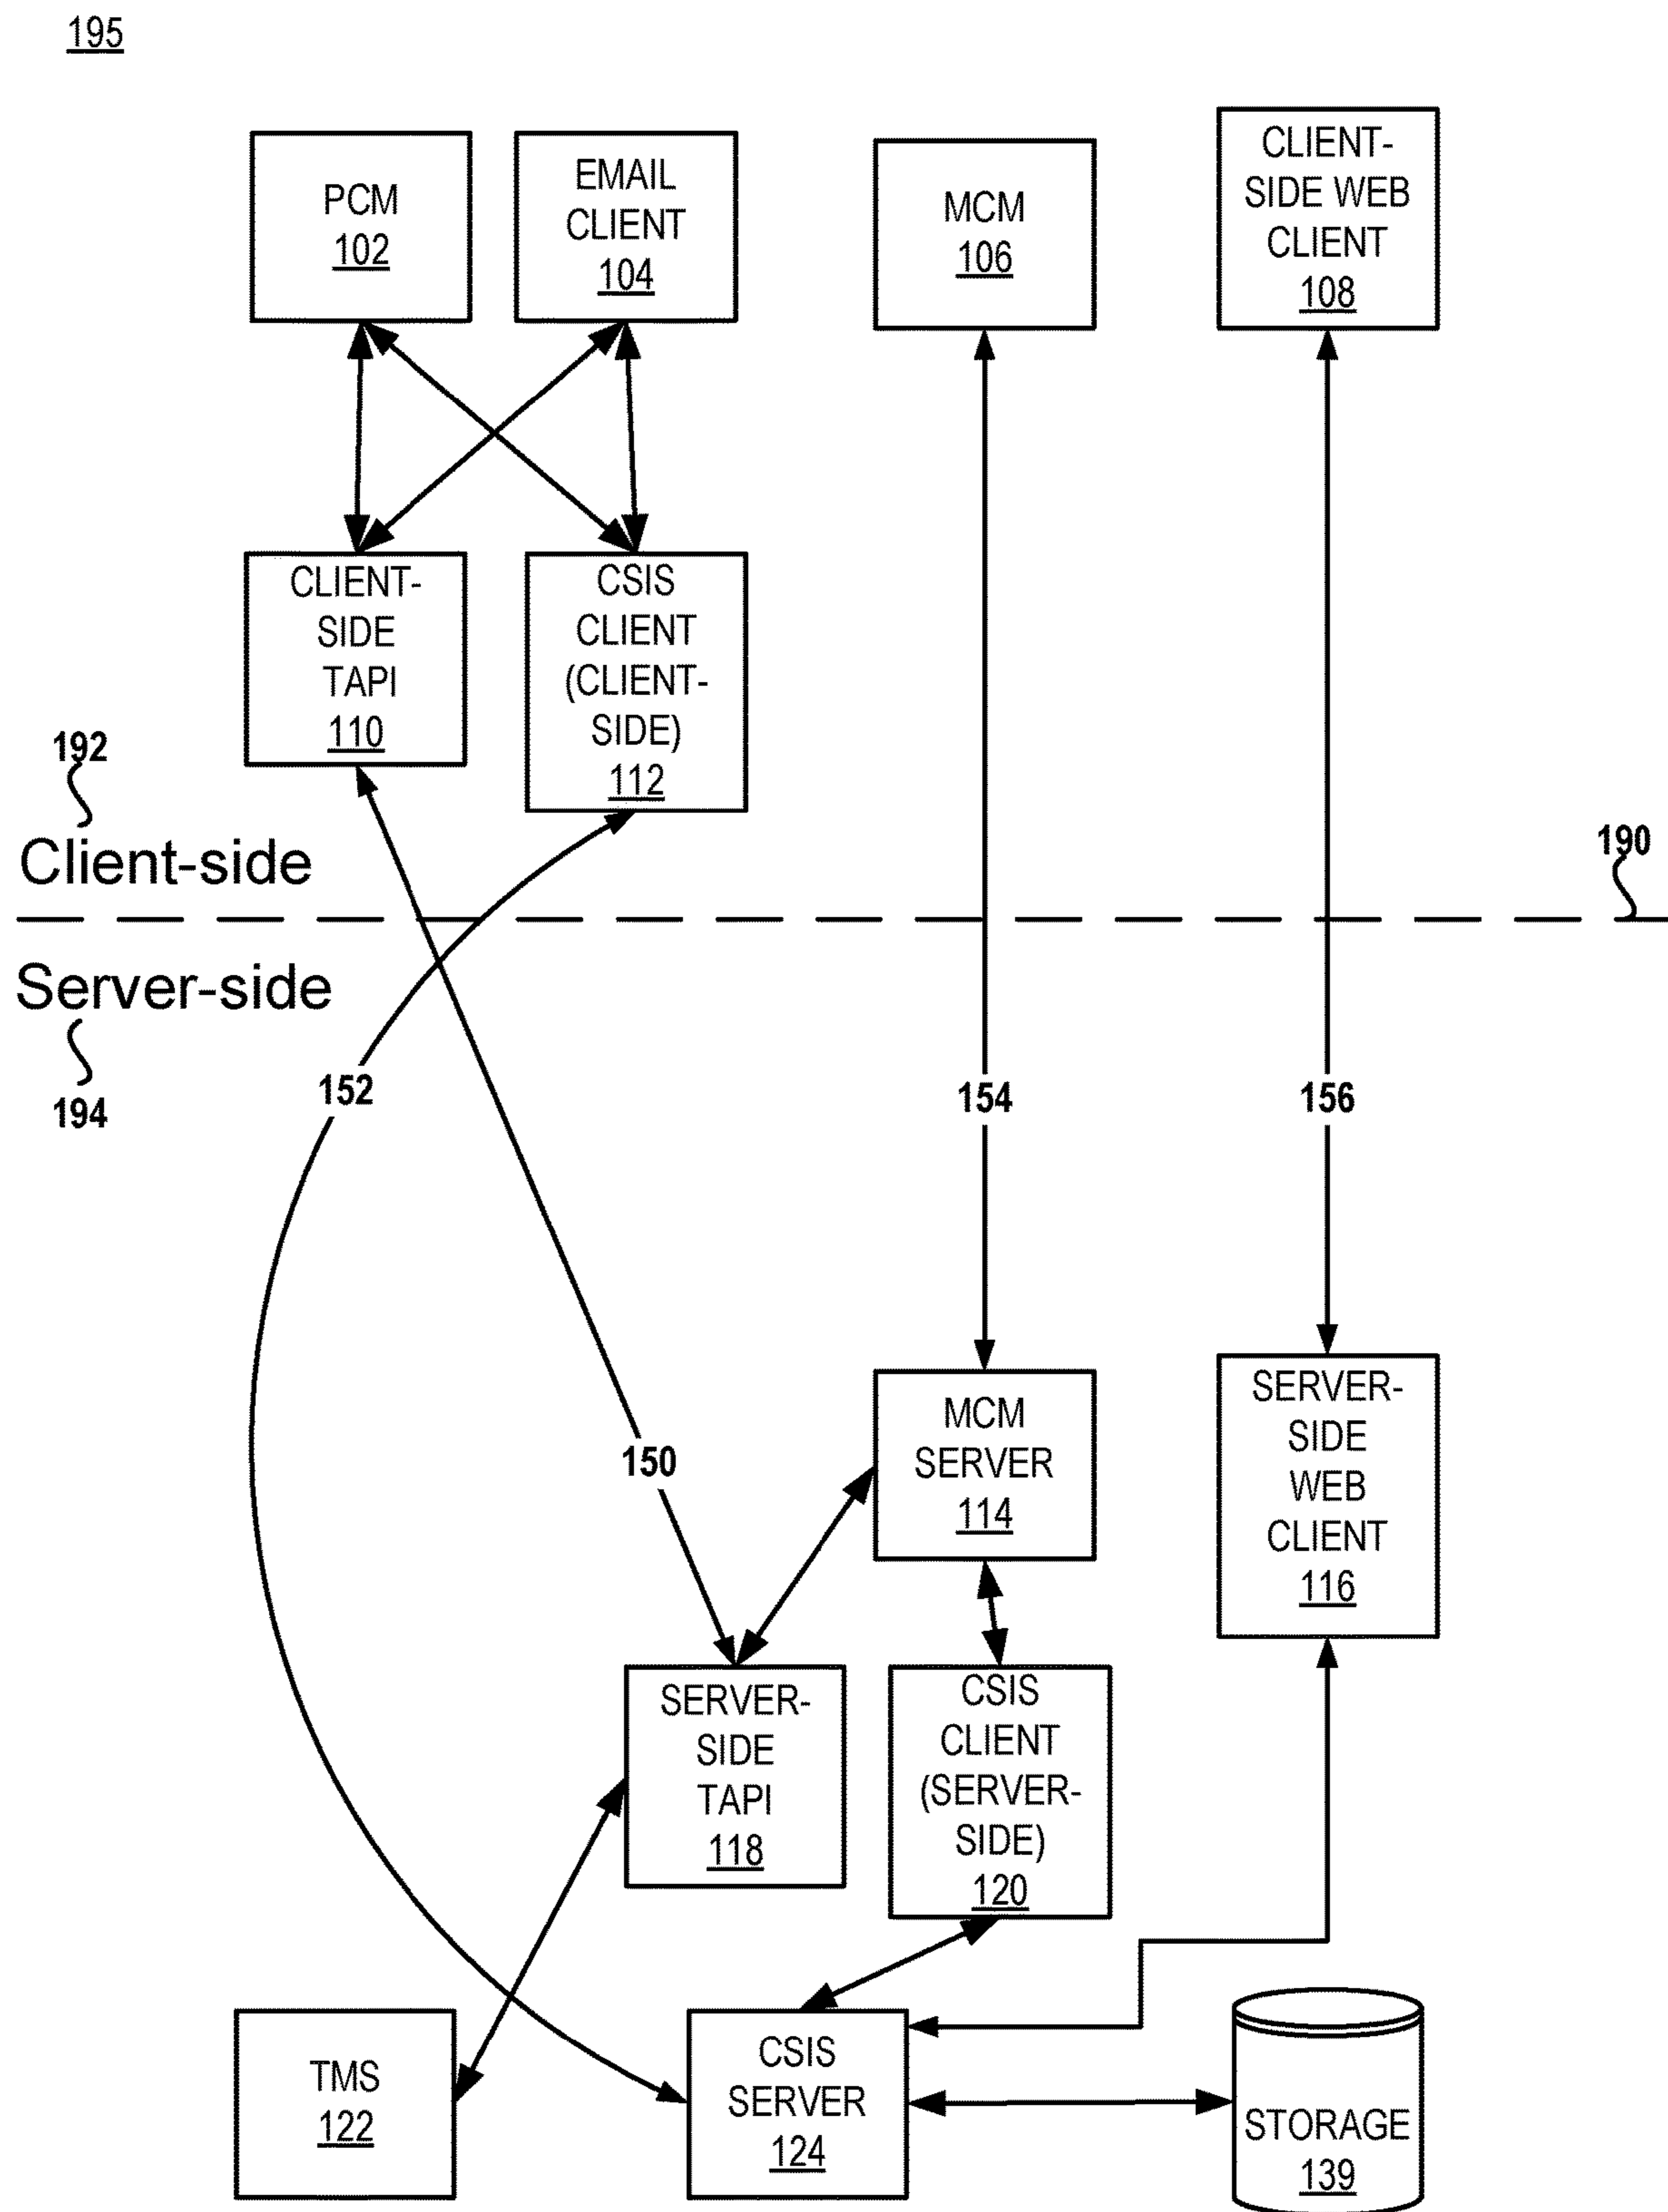 195
PCM
102
EMAIL
CLIENT
104
MCM
106
CLIENT-
SIDE WEB
CLIENT
108
CLIENT-
SIDE
TAPI
110
CSIS
CLIENT
(CLIENT-
SIDE)
112
192
Client-side
190
Server-side
194
152
154
156
150
MCM
SERVER
114
SERVER-
SIDE
WEB
CLIENT
116
SERVER-
SIDE
TAPI
118
CSIS
CLIENT
(SERVER-
SIDE)
120
TMS
122
CSIS
SERVER
124
STORAGE
139